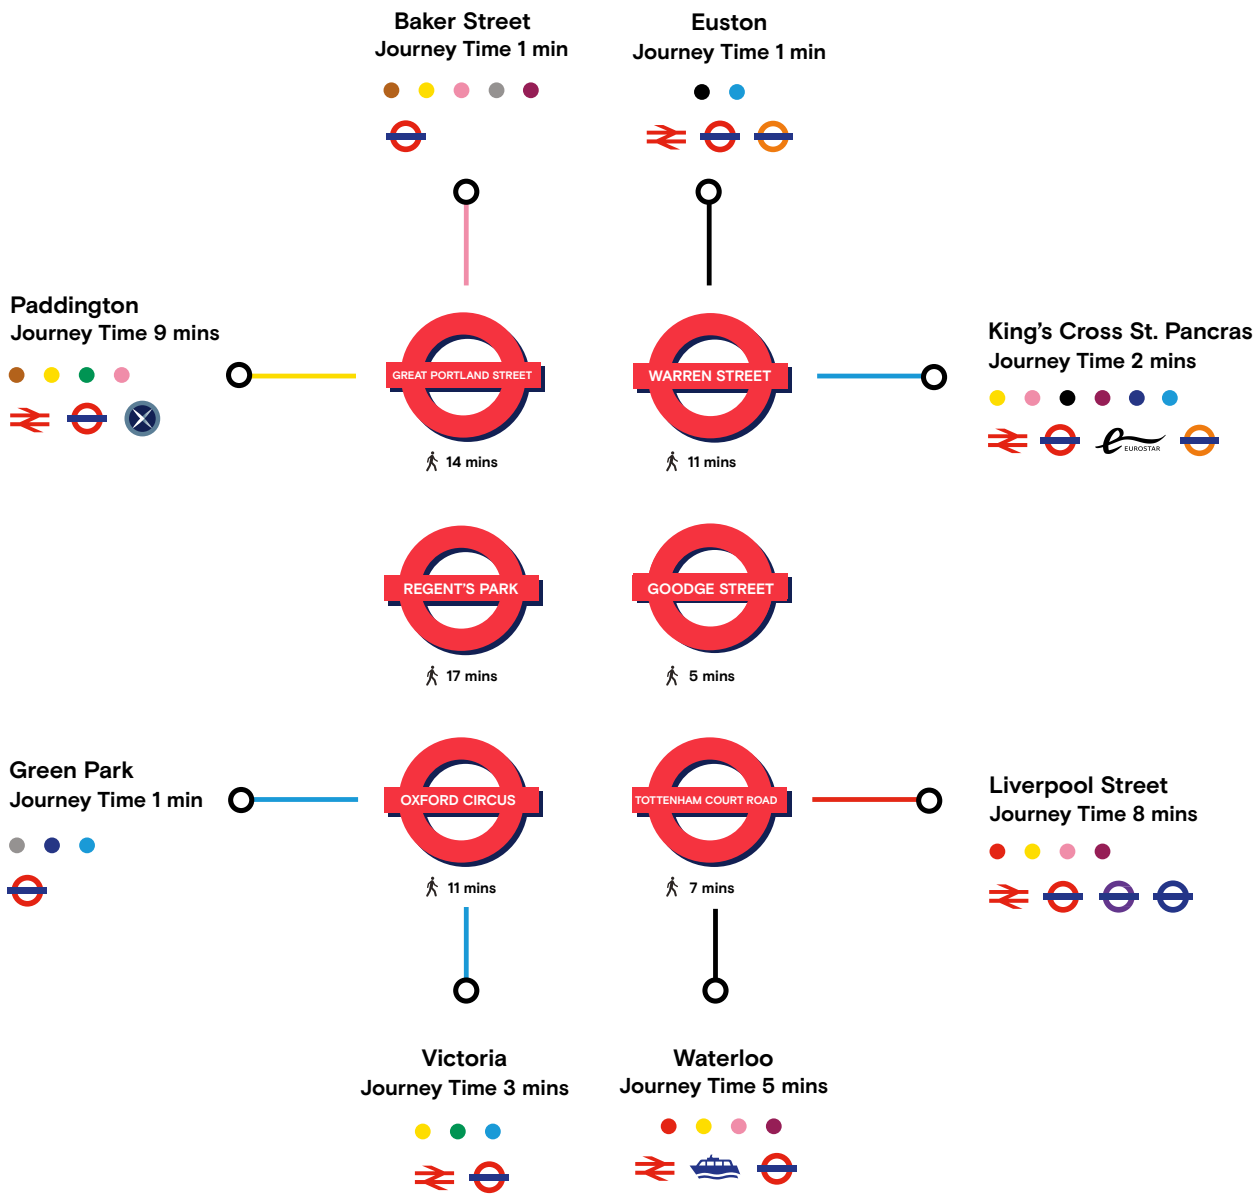 Baker Street
Journey Time 1 min
Euston
Journey Time 1 min
Paddington
Journey Time 9 mins
GREAT PORTLAND STREET
14 mins
WARREN STREET
11 mins
King's Cross St. Pancras
Journey Time 2 mins
e
EUROSTAR
REGENT'S PARK
17 mins
GOODGE STREET
5 mins
Green Park
Journey Time 1 min
OXFORD CIRCUS
11 mins
TOTTENHAM COURT ROAD
7 mins
Liverpool Street
Journey Time 8 mins
Victoria
Journey Time 3 mins
Waterloo
Journey Time 5 mins